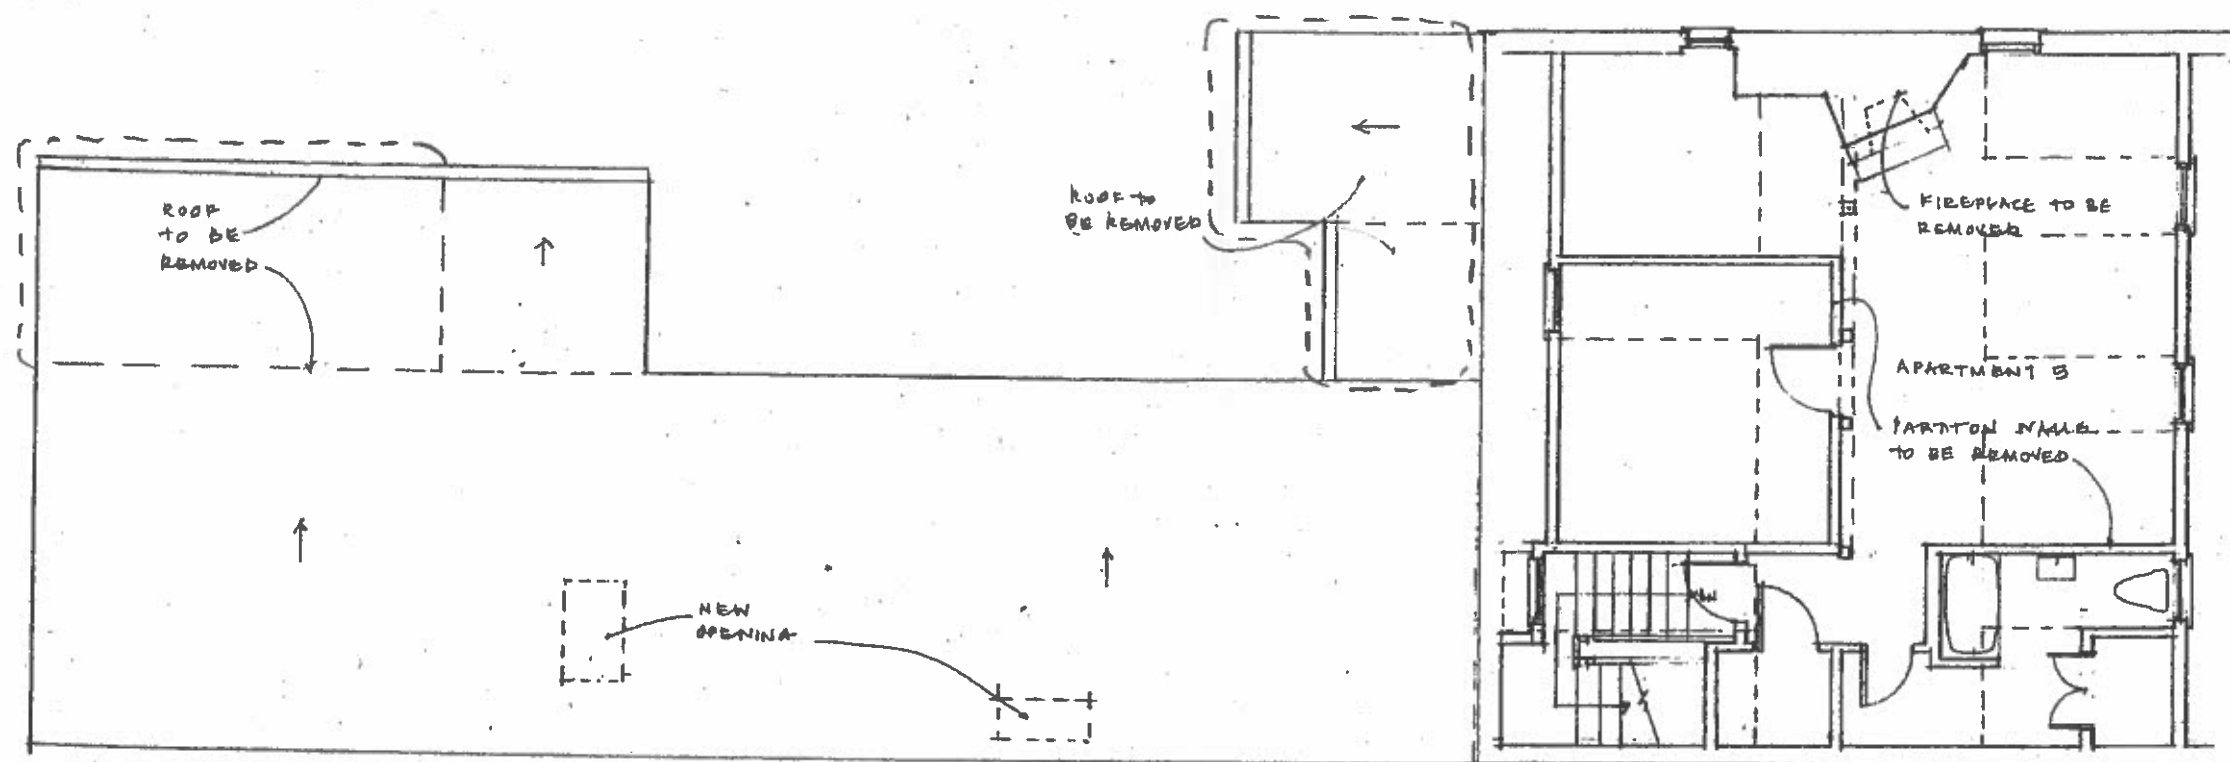 ROOF
TO BE
REMOVED
ROOF TO
BE REMOVED
NEW
OPENING
FIREPLACE TO BE
REMOVED
APARTMENT 5
PARTITON WALLS
TO BE REMOVED